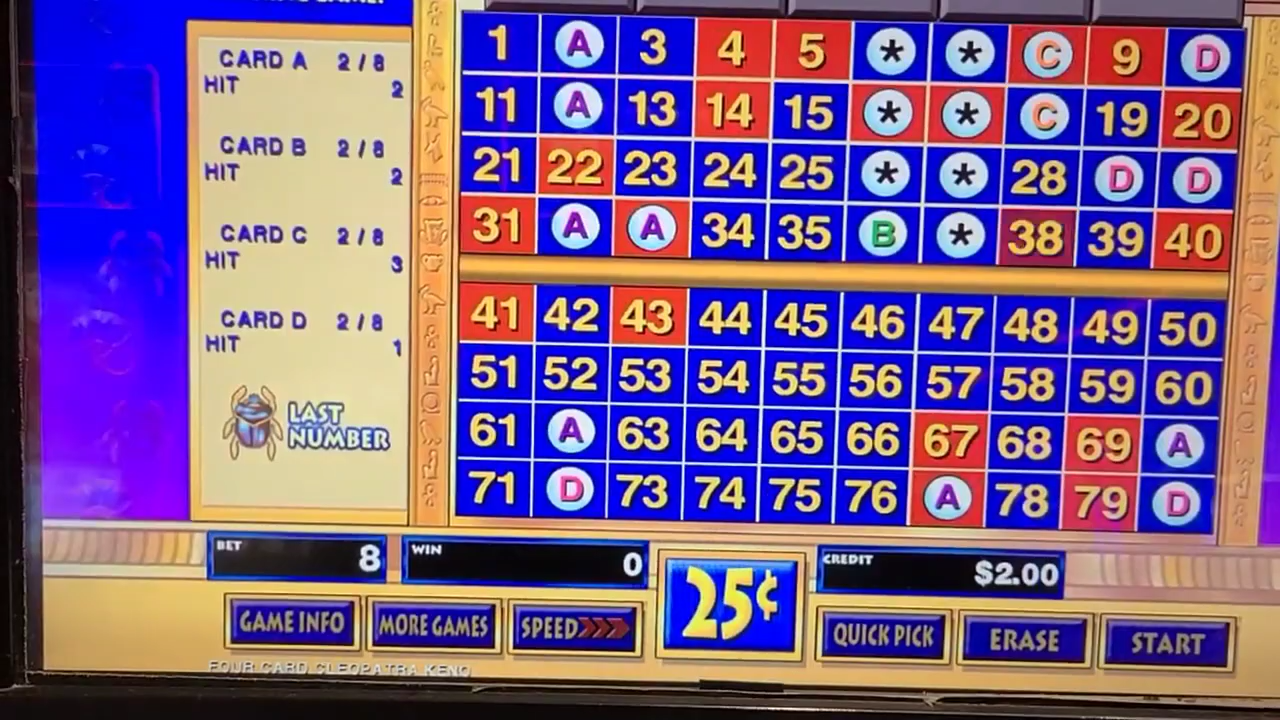 CARD A 2/8
HIT 2
CARD B 2/8
HIT 2
CARD C 2/8
HIT 3
CARD D 2/8
HIT 1
LAST
NUMBER
1 A 3 4 5 * * C 9 D
11 A 13 14 15 * * C 19 20
21 22 23 24 25 * * 28 D D
31 A A 34 35 B * 38 39 40
41 42 43 44 45 46 47 48 49 50
51 52 53 54 55 56 57 58 59 60
61 A 63 64 65 66 67 68 69 A
71 D 73 74 75 76 A 78 79 D
BET 8 WIN 0 25¢ CREDIT $2.00
GAME INFO MORE GAMES SPEED>>> QUICK PICK ERASE START
FOUR CARD CLEOPATRA KENO